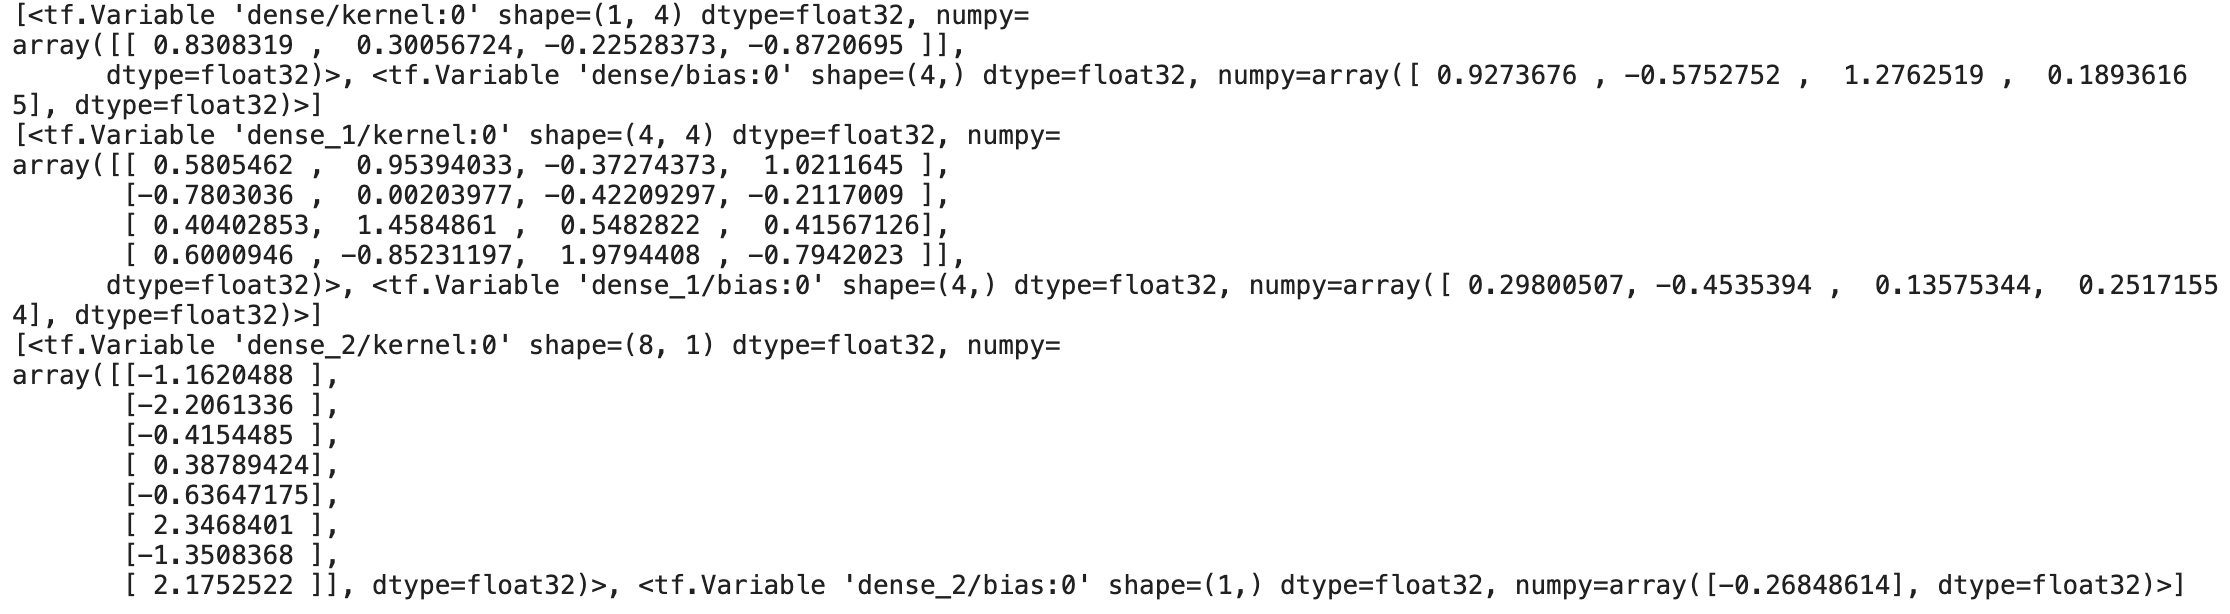 [<tf.Variable 'dense/kernel:0' shape=(1, 4) dtype=float32, numpy=
array([[ 0.8308319 ,  0.30056724, -0.22528373, -0.8720695 ]],
      dtype=float32)>, <tf.Variable 'dense/bias:0' shape=(4,) dtype=float32, numpy=array([ 0.9273676 , -0.5752752 ,  1.2762519 ,  0.1893616
5], dtype=float32)>]
[<tf.Variable 'dense_1/kernel:0' shape=(4, 4) dtype=float32, numpy=
array([[ 0.5805462 ,  0.95394033, -0.37274373,  1.0211645 ],
       [-0.7803036 ,  0.00203977, -0.42209297, -0.2117009 ],
       [ 0.40402853,  1.4584861 ,  0.5482822 ,  0.41567126],
       [ 0.6000946 , -0.85231197,  1.9794408 , -0.7942023 ]],
      dtype=float32)>, <tf.Variable 'dense_1/bias:0' shape=(4,) dtype=float32, numpy=array([ 0.29800507, -0.4535394 ,  0.13575344,  0.2517155
4], dtype=float32)>]
[<tf.Variable 'dense_2/kernel:0' shape=(8, 1) dtype=float32, numpy=
array([[-1.1620488 ],
       [-2.2061336 ],
       [-0.4154485 ],
       [ 0.38789424],
       [-0.63647175],
       [ 2.3468401 ],
       [-1.3508368 ],
       [ 2.1752522 ]], dtype=float32)>, <tf.Variable 'dense_2/bias:0' shape=(1,) dtype=float32, numpy=array([-0.26848614], dtype=float32)>]